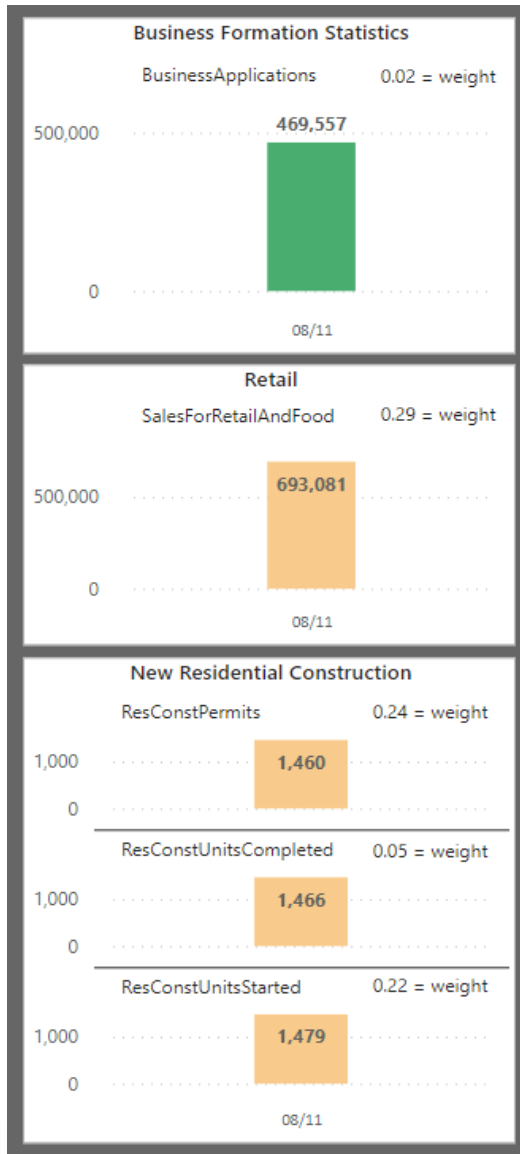 Business Formation Statistics
BusinessApplications 0.02 = weight
469,557
500,000
0
08/11
Retail
SalesForRetailAndFood 0.29 = weight
693,081
500,000
0
08/11
New Residential Construction
ResConstPermits 0.24 = weight
1,000 1,460
0
ResConstUnitsCompleted 0.05 = weight
1,000 1,466
0
ResConstUnitsStarted 0.22 = weight
1,000 1,479
0
08/11